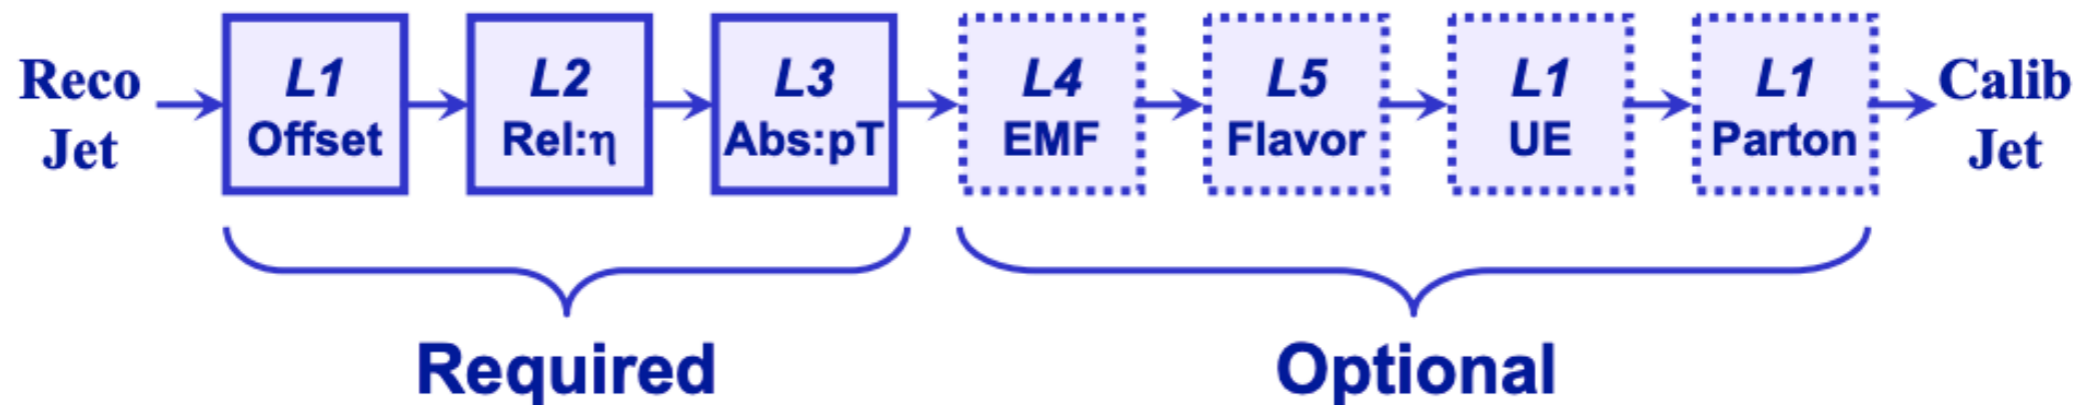 Reco
Jet
L1
Offset
L2
Rel:η
L3
Abs:pT
L4
EMF
L5
Flavor
L1
UE
L1
Parton
Calib
Jet
Required
Optional